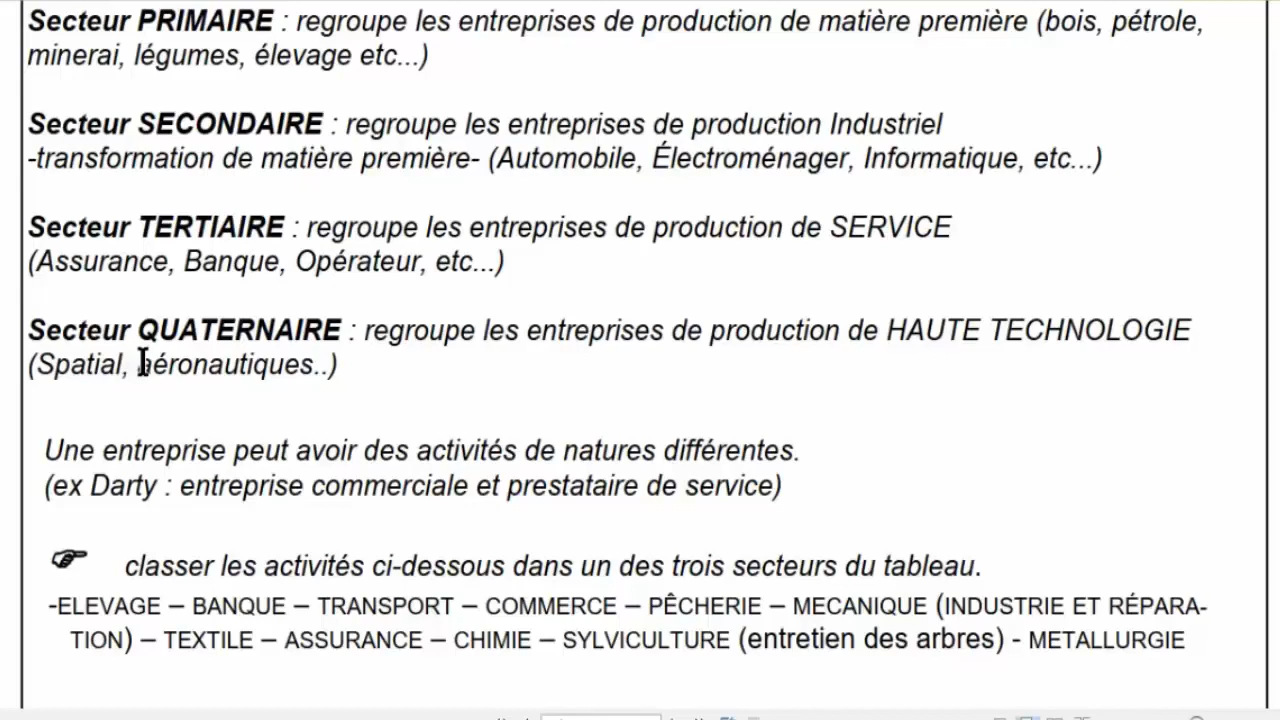 Secteur PRIMAIRE : regroupe les entreprises de production de matière première (bois, pétrole,
minerai, légumes, élevage etc...)
Secteur SECONDAIRE : regroupe les entreprises de production Industriel
-transformation de matière première- (Automobile, Électroménager, Informatique, etc...)
Secteur TERTIAIRE : regroupe les entreprises de production de SERVICE
(Assurance, Banque, Opérateur, etc...)
Secteur QUATERNAIRE : regroupe les entreprises de production de HAUTE TECHNOLOGIE
(Spatial, aéronautiques..)
Une entreprise peut avoir des activités de natures différentes.
(ex Darty : entreprise commerciale et prestataire de service)
classer les activités ci-dessous dans un des trois secteurs du tableau.
-ELEVAGE – BANQUE – TRANSPORT – COMMERCE – PÊCHERIE – MECANIQUE (INDUSTRIE ET RÉPARA-
TION) – TEXTILE – ASSURANCE – CHIMIE – SYLVICULTURE (entretien des arbres) - METALLURGIE